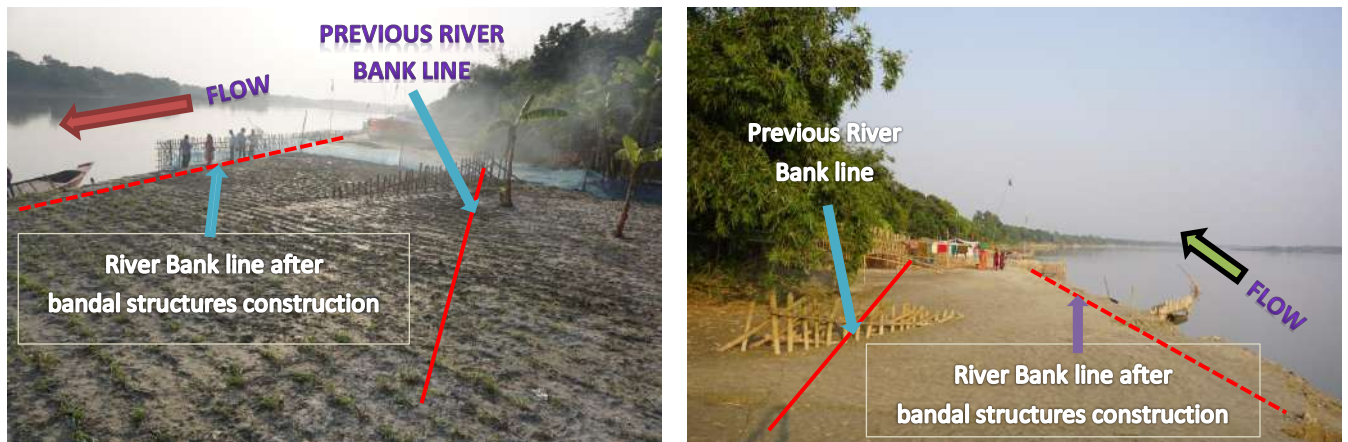 PREVIOUS RIVER
BANK LINE
FLOW
River Bank line after
bandal structures construction
Previous River
Bank line
FLOW
River Bank line after
bandal structures construction